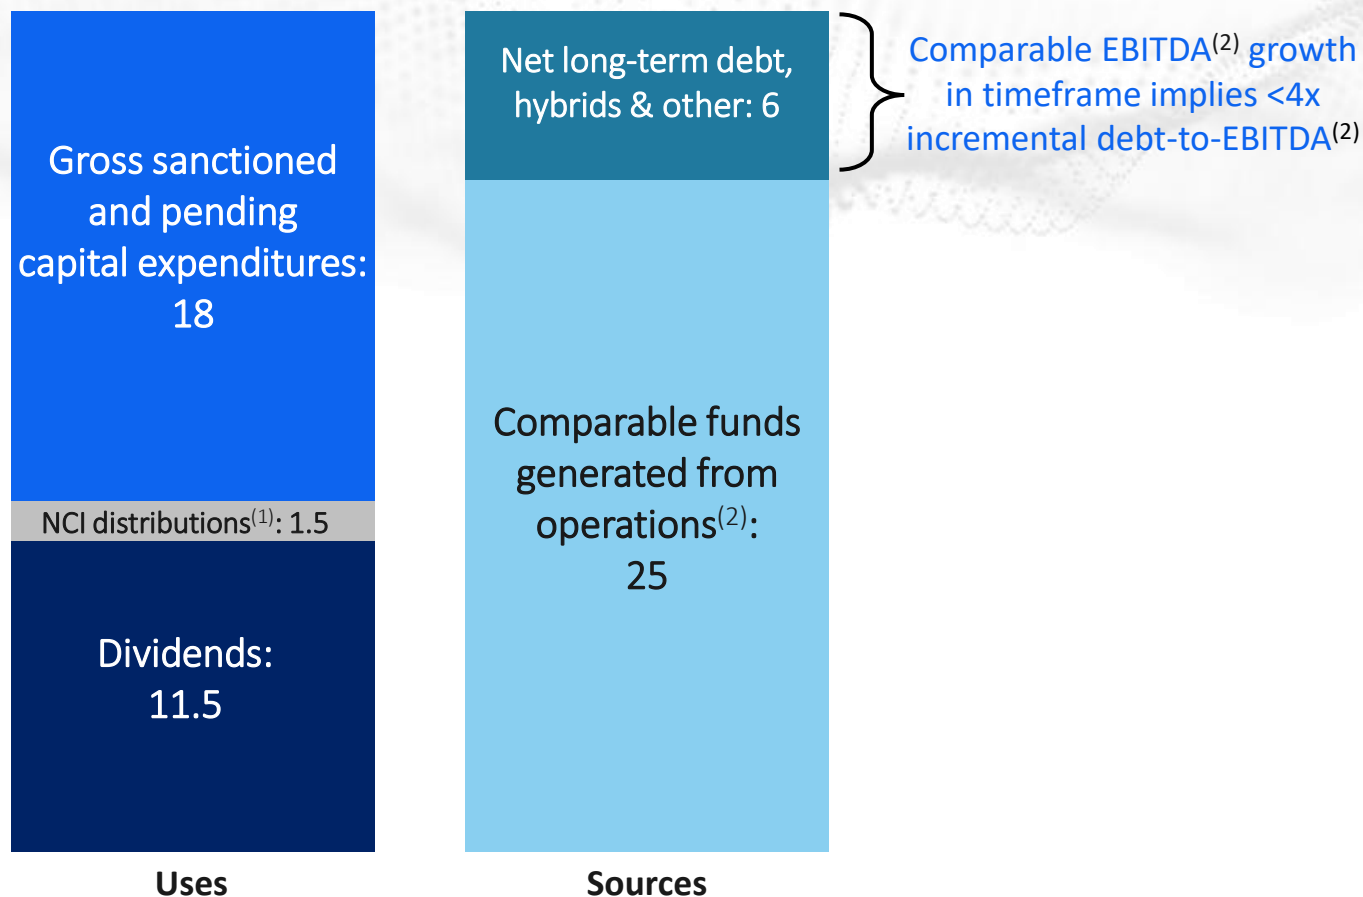 Gross sanctioned
and pending
capital expenditures:
18
NCI distributions(1): 1.5
Dividends:
11.5
Uses
Net long-term debt,
hybrids & other: 6
Comparable funds
generated from
operations(2):
25
Sources
Comparable EBITDA(2) growth
in timeframe implies <4x
incremental debt-to-EBITDA(2)